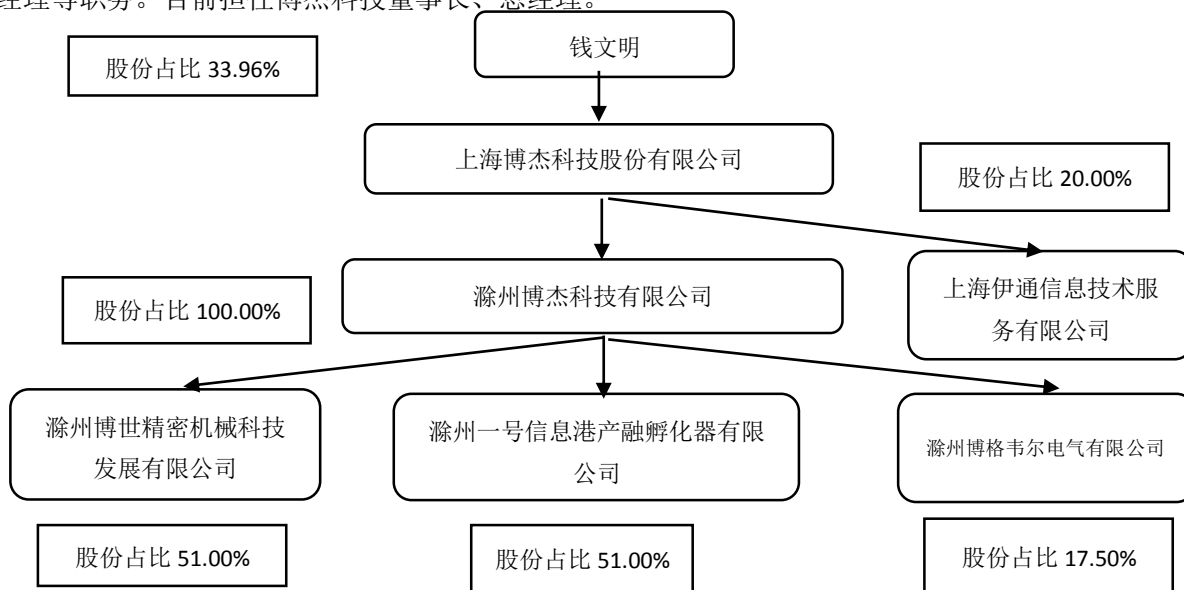 经理等职务。目前担任博杰科技董事长、总经理。
钱文明
股份占比 33.96%
上海博杰科技股份有限公司
股份占比 20.00%
滁州博杰科技有限公司
上海伊通信息技术服
务有限公司
股份占比 100.00%
滁州博世精密机械科技
发展有限公司
滁州一号信息港产融孵化器有限
公司
滁州博格韦尔电气有限公司
股份占比 51.00%
股份占比 51.00%
股份占比 17.50%